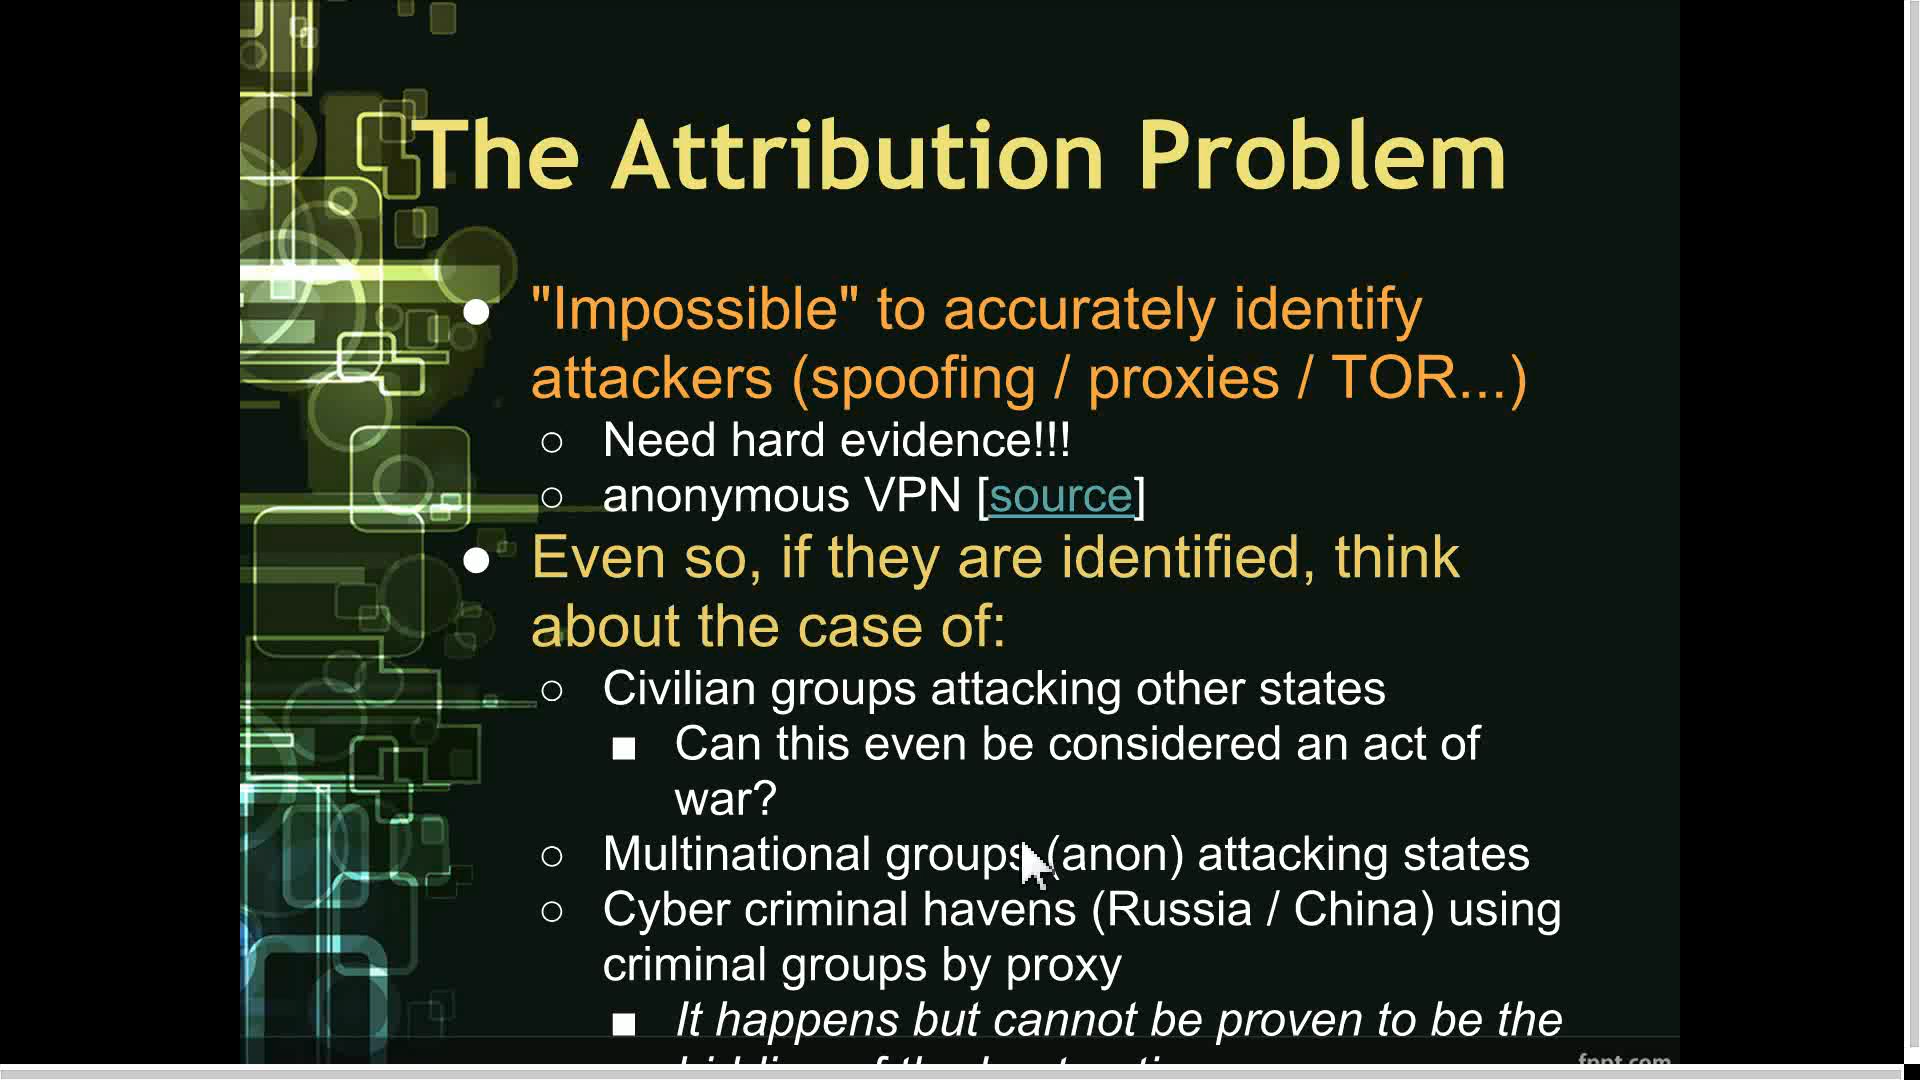 The Attribution Problem
● "Impossible" to accurately identify
attackers (spoofing / proxies / TOR...)
○ Need hard evidence!!!
○ anonymous VPN [source]
● Even so, if they are identified, think
about the case of:
○ Civilian groups attacking other states
■ Can this even be considered an act of
war?
○ Multinational groups (anon) attacking states
○ Cyber criminal havens (Russia / China) using
criminal groups by proxy
■ It happens but cannot be proven to be the
fppt.com